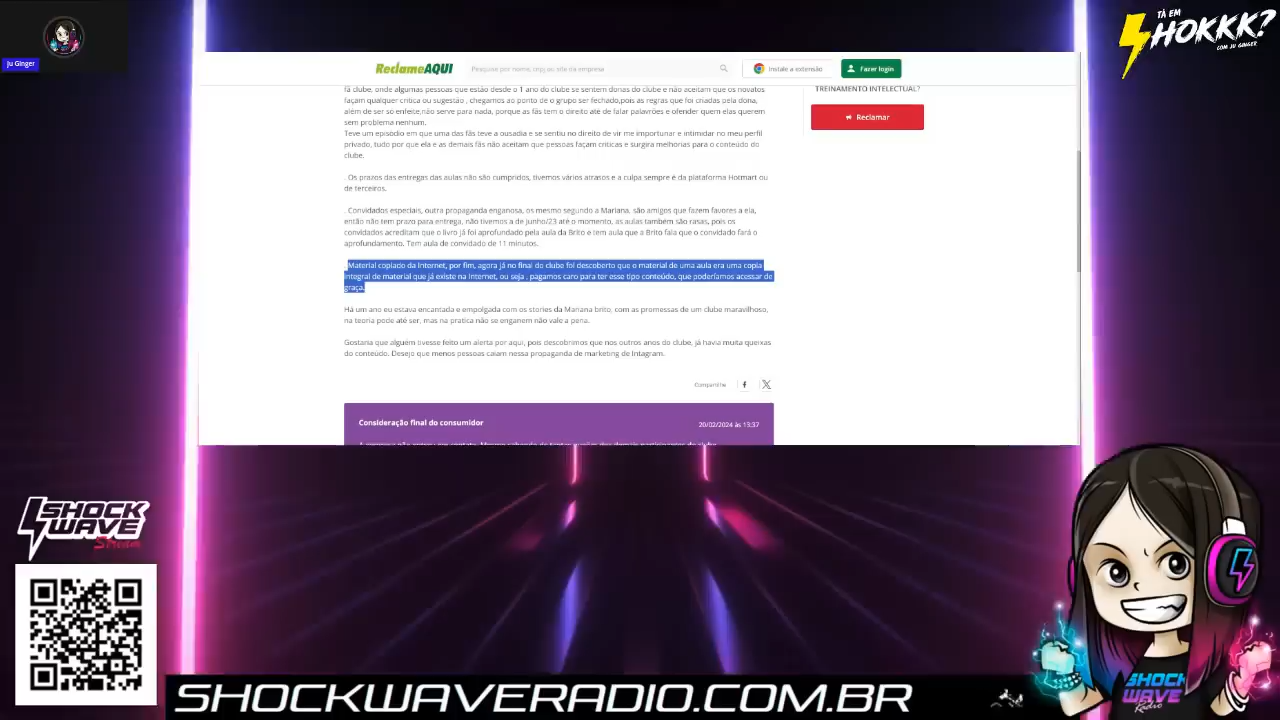 TÁ EM
SHOKKK?
COM JU GINGER
Ju Ginger
ReclameAQUI
Pesquise por nome, cnpj ou site da empresa
Instale a extensão
Fazer login
fã clube, onde algumas pessoas que estão desde o 1 ano do clube se sentem donas do clube e não aceitam que os novatos
façam qualquer critica ou sugestão , chegamos ao ponto do grupo ser fechado,pois as regras que foi criadas pela dona,
além de ser só enfeite,não serve para nada, porque as fãs tem o direito até de falar palavrões e ofender quem elas querem
sem problema nenhum.
Teve um episódio em que uma das fãs teve a ousadia e se sentiu no direito de vir me importunar e intimidar no meu perfil
privado, tudo por que ela e as demais fãs não aceitam que pessoas façam criticas e surgira melhorias para o conteúdo do
clube.
. Os prazos das entregas das aulas não são cumpridos, tivemos vários atrasos e a culpa sempre é da plataforma Hotmart ou
de terceiros.
. Convidados especiais, outra propaganda enganosa, os mesmo segundo a Mariana, são amigos que fazem favores a ela,
então não tem prazo para entrega, não tivemos a de junho/23 até o momento, as aulas também são rasas, pois os
convidados acreditam que o livro já foi aprofundado pela aula da Brito e tem aula que a Brito fala que o convidado fará o
aprofundamento. Tem aula de convidado de 11 minutos.
Material copiado da Internet, por fim, agora já no final do clube foi descoberto que o material de uma aula era uma copia
integral de material que já existe na Internet, ou seja , pagamos caro para ter esse tipo conteúdo, que poderíamos acessar de
graça.
Há um ano eu estava encantada e empolgada com os stories da Mariana brito, com as promessas de um clube maravilhoso,
na teoria pode até ser, mas na pratica não se enganem não vale a pena.
Gostaria que alguém tivesse feito um alerta por aqui, pois descobrimos que nos outros anos do clube, já havia muita queixas
do conteúdo. Desejo que menos pessoas caiam nessa propaganda de marketing de Intagram.
Compartilhe
TREINAMENTO INTELECTUAL?
Reclamar
Consideração final do consumidor
20/02/2024 às 13:37
SHOCK
WAVE
Stream
SHOCK
WAVE
Radio
SHOCKWAVERADIO.COM.BR